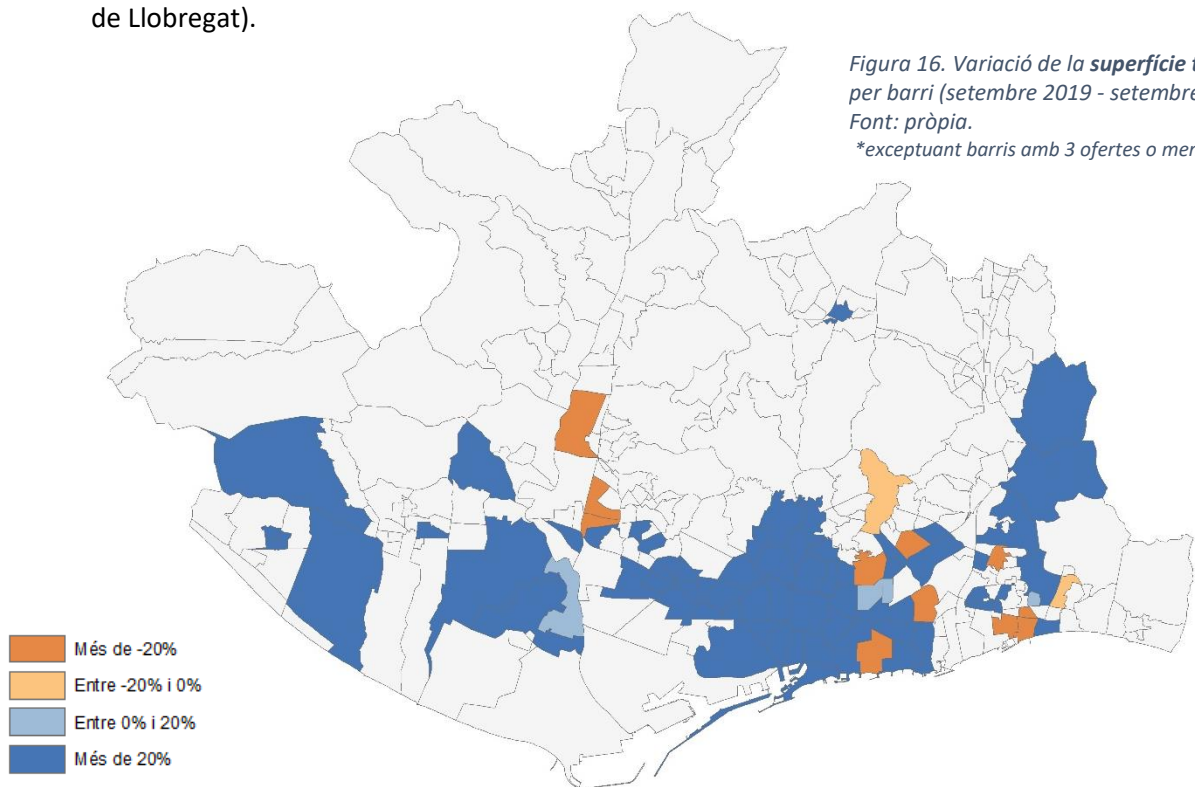 de Llobregat).
Figura 16. Variació de la superfície
per barri (setembre 2019 - setembre
Font: pròpia.
*exceptuant barris amb 3 ofertes o
Més de -20%
Entre -20% i 0%
Entre 0% i 20%
Més de 20%